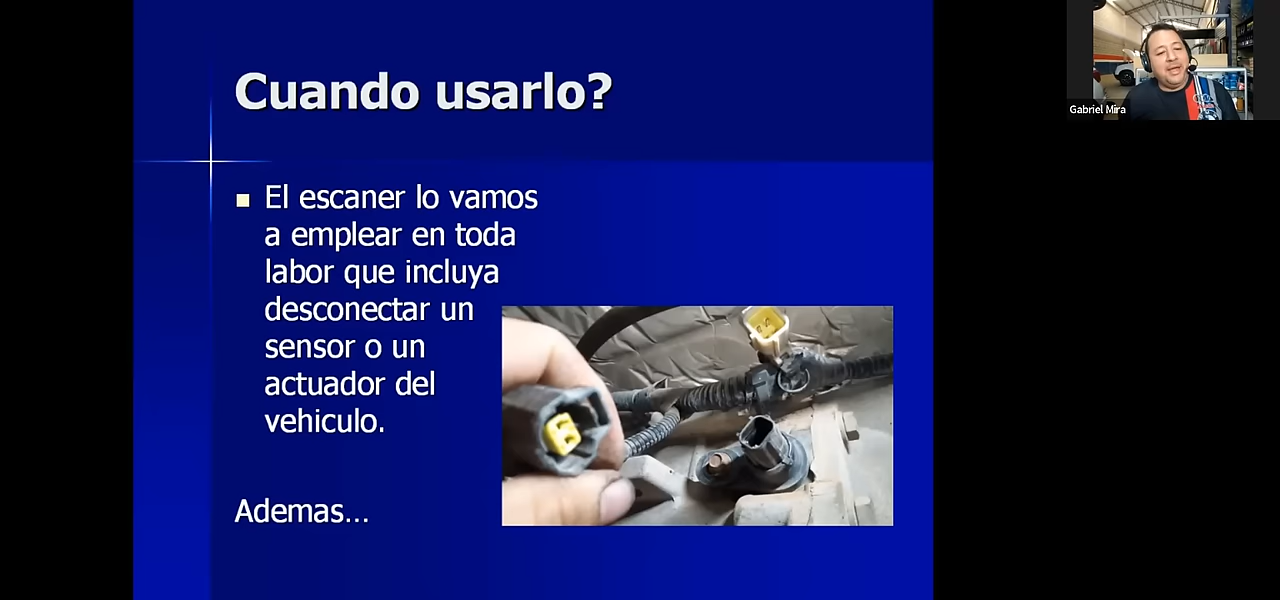 Cuando usarlo?
El escaner lo vamos
a emplear en toda
labor que incluya
desconectar un
sensor o un
actuador del
vehiculo.
Ademas...
Gabriel Mira